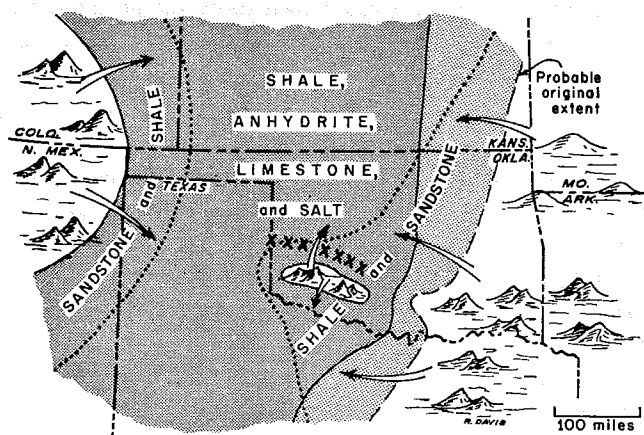 SHALE,
ANHYDRITE,
LIMESTONE,
and SALT
SHALE
SANDSTONE and
SHALE and SANDSTONE
Probable
original
extent
COLO.
N. MEX.
TEXAS
KANS.
OKLA.
MO.
ARK.
XXXXXXXXX
R. DAVIS
100 miles